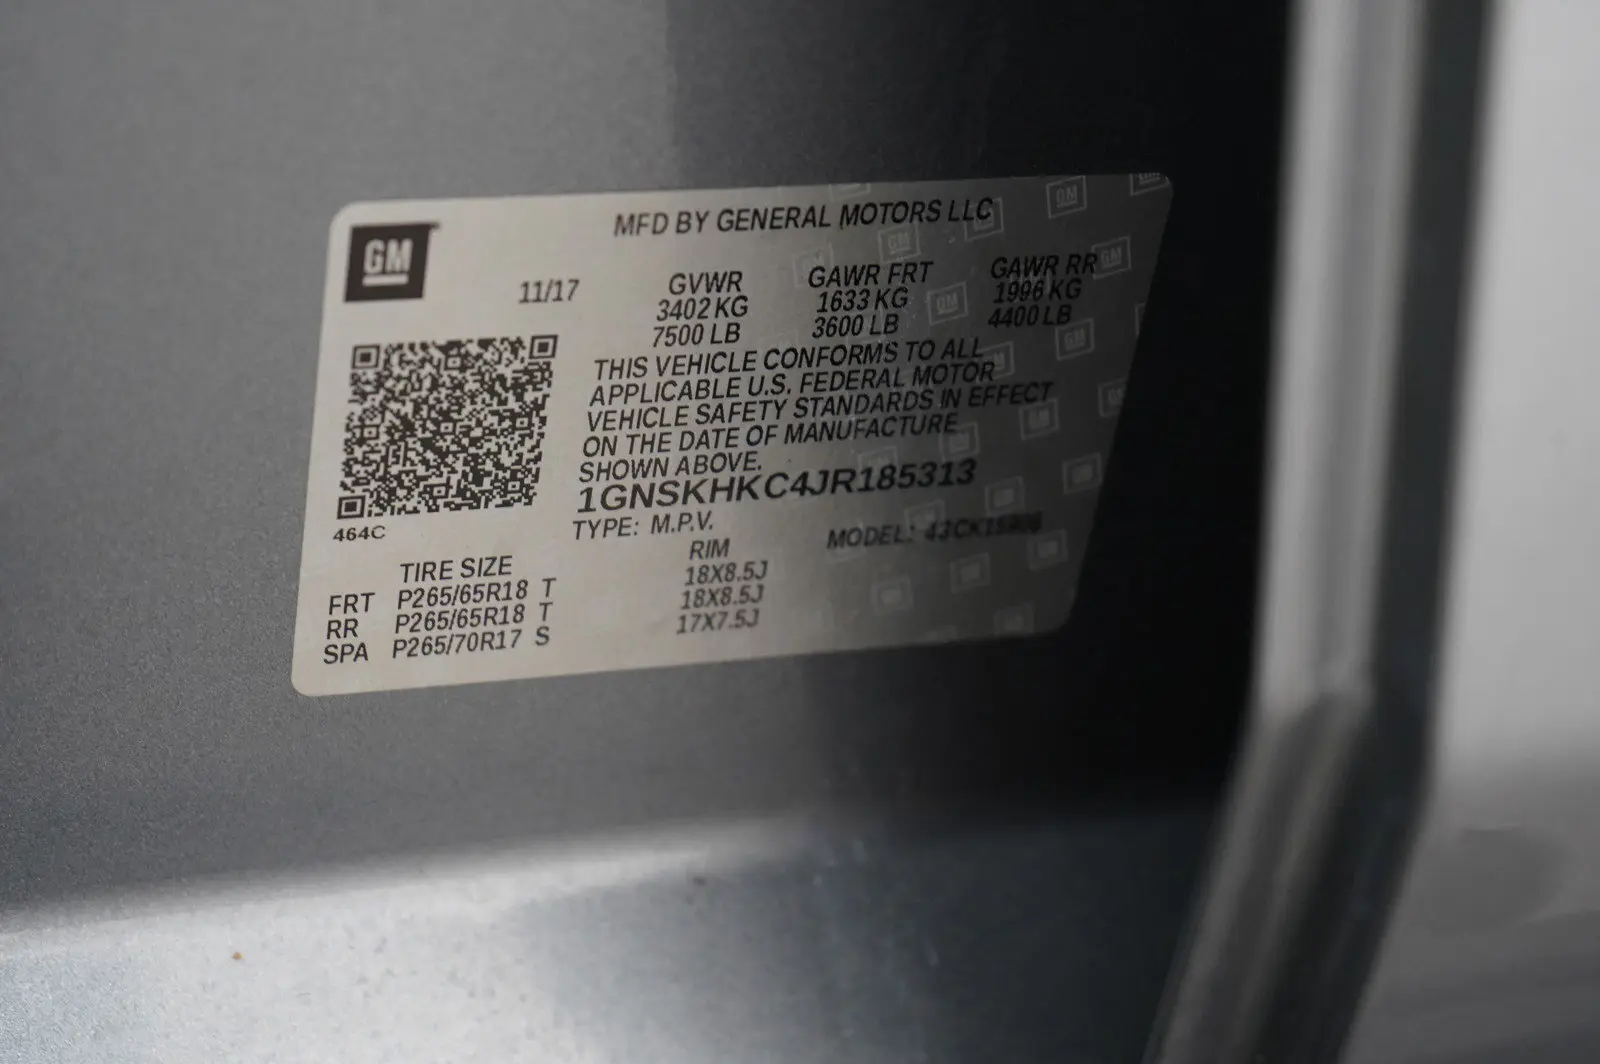 GM
MFD BY GENERAL MOTORS LLC
11/17
GVWR GAWR FRT GAWR RR
3402 KG 1633 KG 1996 KG
7500 LB 3600 LB 4400 LB
THIS VEHICLE CONFORMS TO ALL
APPLICABLE U.S. FEDERAL MOTOR
VEHICLE SAFETY STANDARDS IN EFFECT
ON THE DATE OF MANUFACTURE
SHOWN ABOVE.
1GNSKHKC4JR185313
464C
TYPE: M.P.V. MODEL:
TIRE SIZE RIM
FRT P265/65R18 T 18X8.5J
RR P265/65R18 T 18X8.5J
SPA P265/70R17 S 17X7.5J